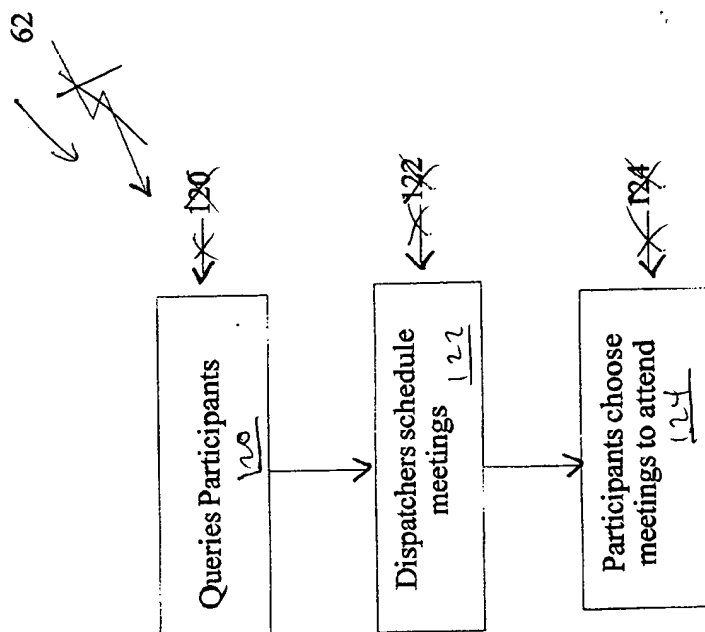 62
120
Queries Participants
120
122
Dispatchers schedule
meetings 122
124
Participants choose
meetings to attend
124